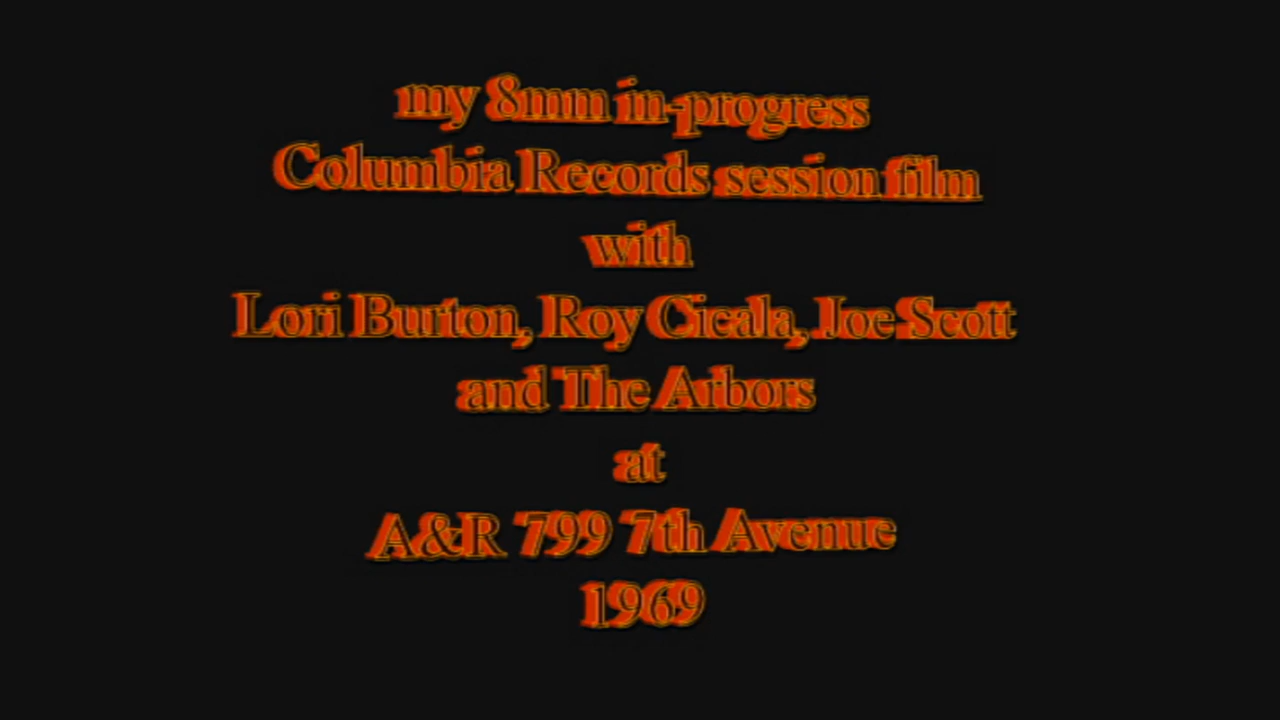 my 8mm in-progress
Columbia Records session film
with
Lori Burton, Roy Cicala, Joe Scott
and The Arbors
at
A&R 799 7th Avenue
1969